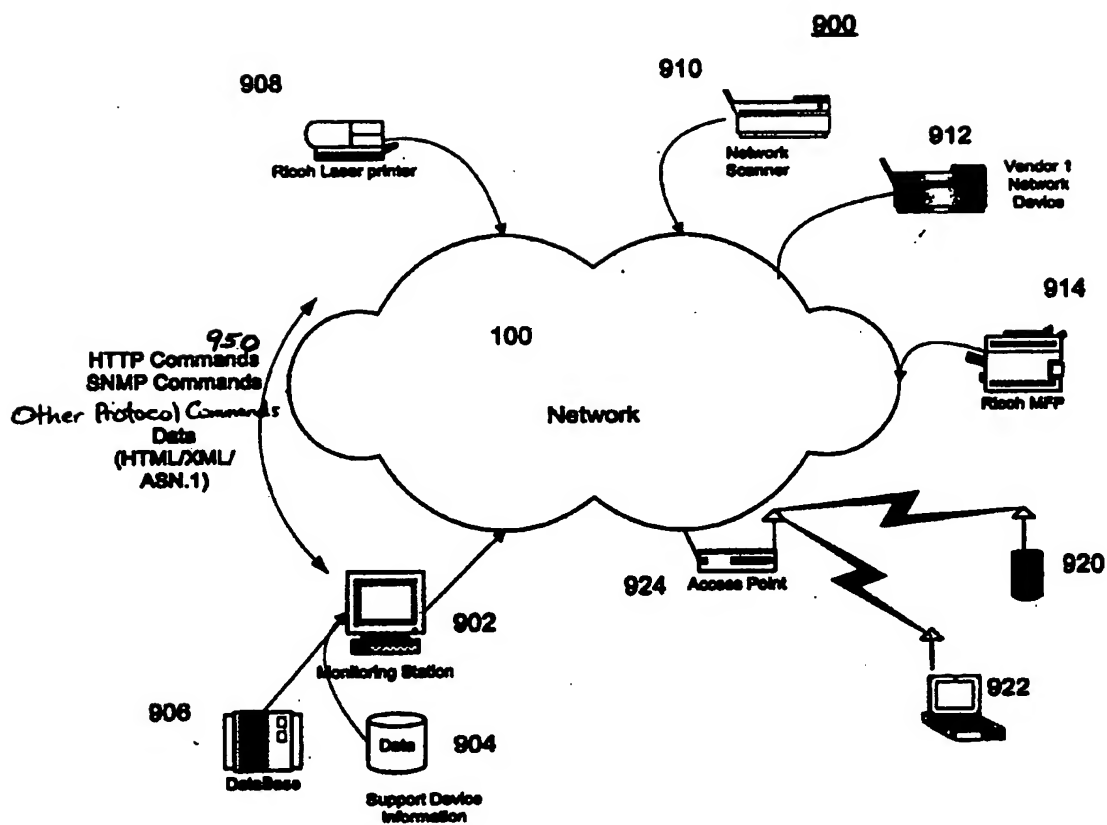 900
908
Ricoh Laser printer
910
Network
Scanner
912
Vendor 1
Network
Device
914
Ricoh MFP
100
Network
950
HTTP Commands
SNMP Commands
Other Protocol Commands
Data
(HTML/XML/
ASN.1)
924
Access Point
920
922
902
Monitoring Station
906
DataBase
Data
904
Support Device
Information